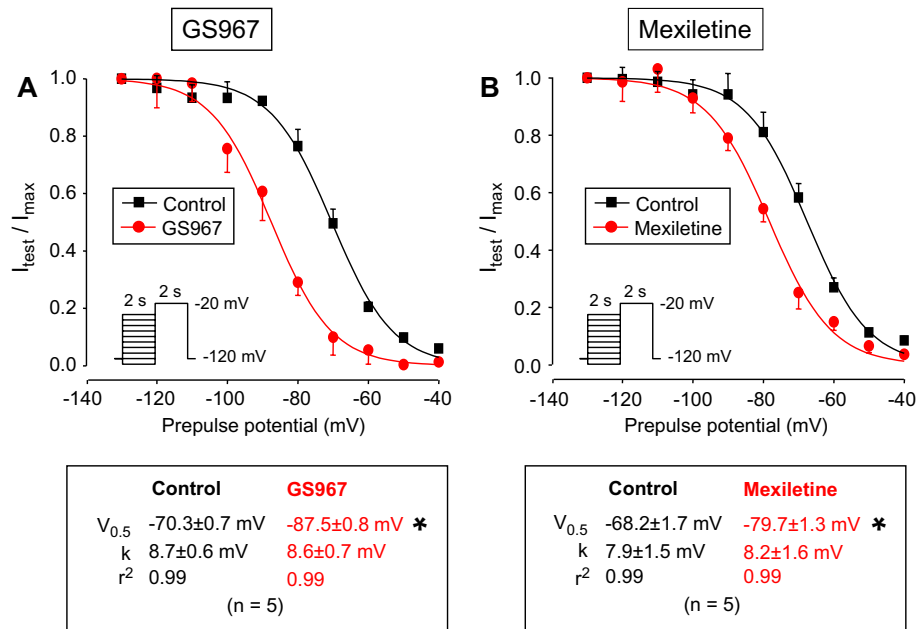 GS967
Mexiletine
A
1.0
0.8
0.6
0.4
0.2
0.0
I_test / I_max
Control
GS967
2 s 2 s
-20 mV
-120 mV
-140 -120 -100 -80 -60 -40
Prepulse potential (mV)
B
1.0
0.8
0.6
0.4
0.2
0.0
I_test / I_max
Control
Mexiletine
2 s 2 s
-20 mV
-120 mV
-140 -120 -100 -80 -60 -40
Prepulse potential (mV)
Control GS967
V0.5 -70.3±0.7 mV -87.5±0.8 mV *
k 8.7±0.6 mV 8.6±0.7 mV
r² 0.99 0.99
(n = 5)
Control Mexiletine
V0.5 -68.2±1.7 mV -79.7±1.3 mV *
k 7.9±1.5 mV 8.2±1.6 mV
r² 0.99 0.99
(n = 5)